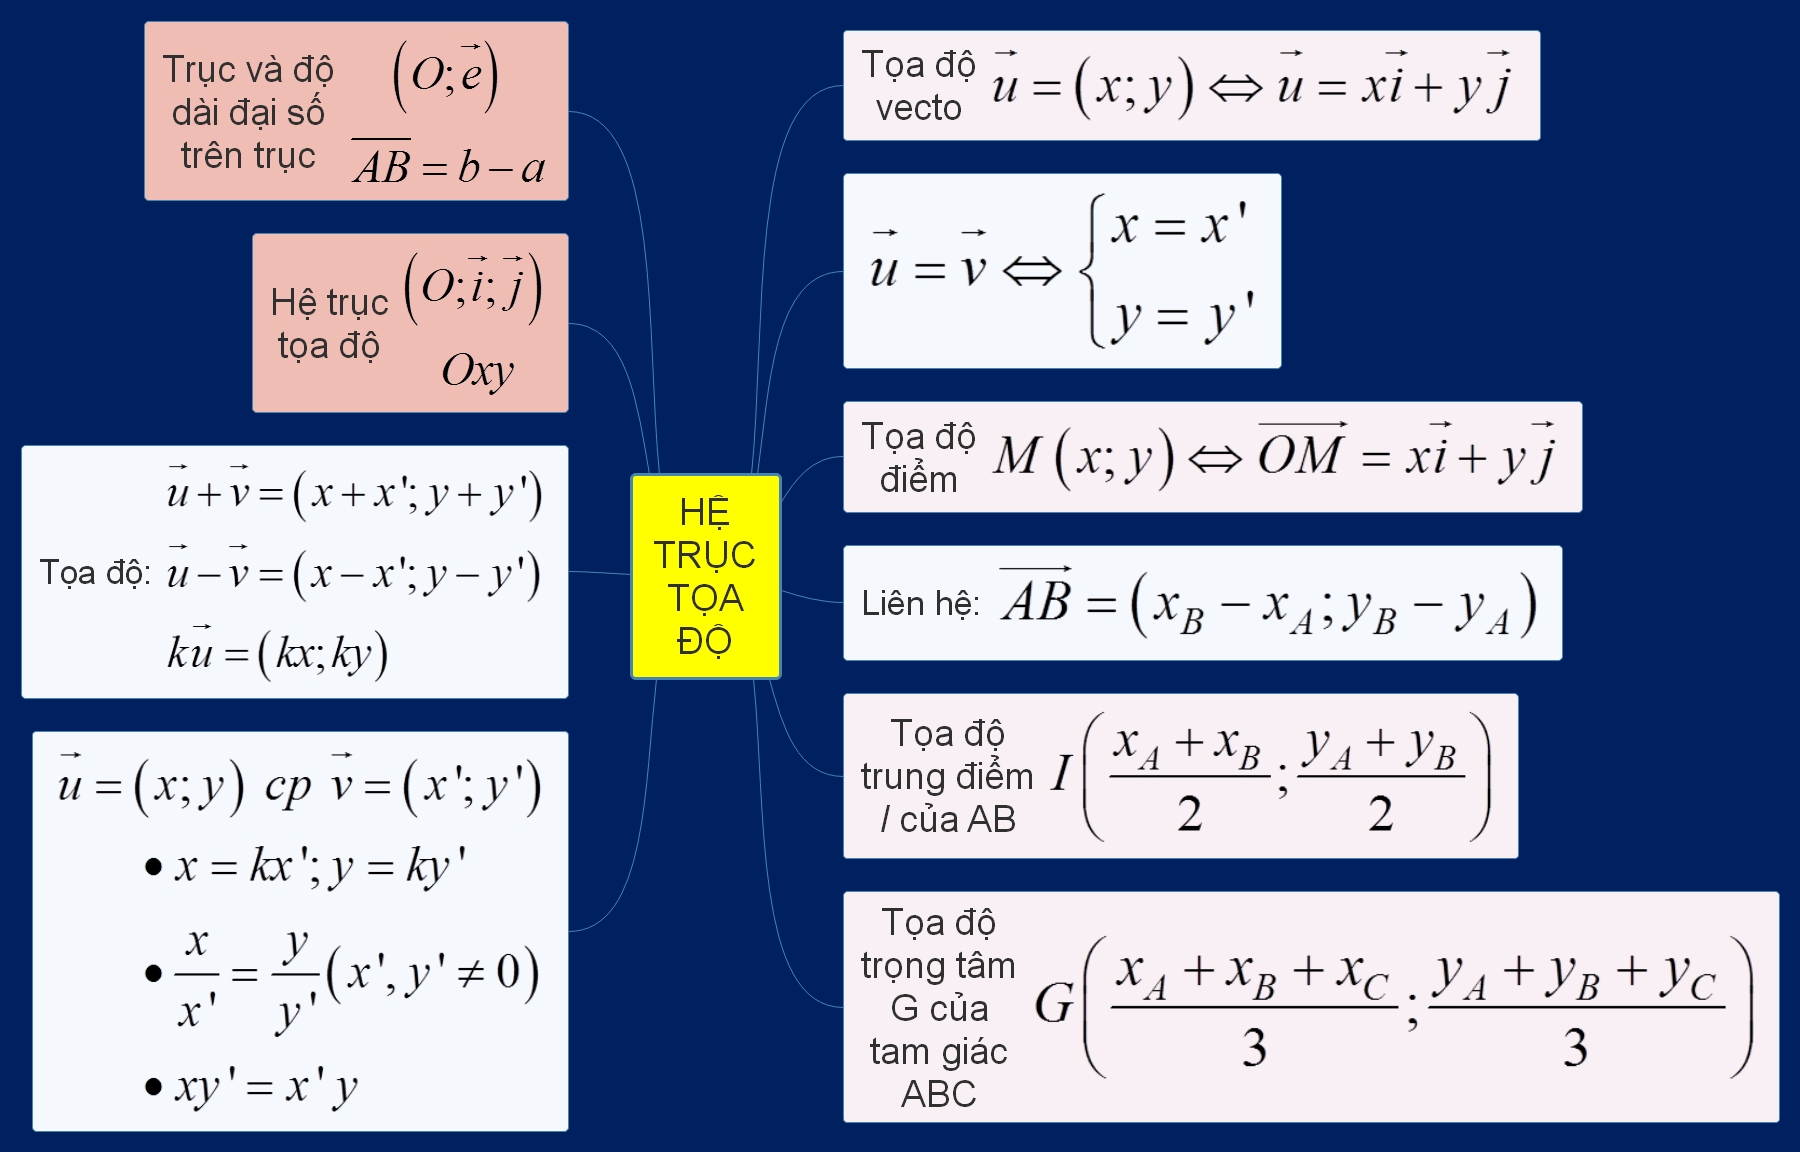 Trục và độ
dài đại số
trên trục
(O; e⃗)
A̅B̅ = b − a
Hệ trục
tọa độ
(O; i⃗; j⃗)
Oxy
u⃗ + v⃗ = (x + x'; y + y')
Tọa độ: u⃗ − v⃗ = (x − x'; y − y')
ku⃗ = (kx; ky)
u⃗ = (x; y) cp v⃗ = (x'; y')
• x = kx'; y = ky'
• x/x' = y/y' (x', y' ≠ 0)
• xy' = x'y
HỆ
TRỤC
TỌA
ĐỘ
Tọa độ
vecto
u⃗ = (x; y) ⇔ u⃗ = xi⃗ + yj⃗
u⃗ = v⃗ ⇔ { x = x'
y = y'
Tọa độ
điểm
M (x; y) ⇔ OM⃗ = xi⃗ + yj⃗
Liên hệ: AB⃗ = (x_B − x_A; y_B − y_A)
Tọa độ
trung điểm
I của AB
I((x_A + x_B)/2; (y_A + y_B)/2)
Tọa độ
trọng tâm
G của
tam giác
ABC
G((x_A + x_B + x_C)/3; (y_A + y_B + y_C)/3)